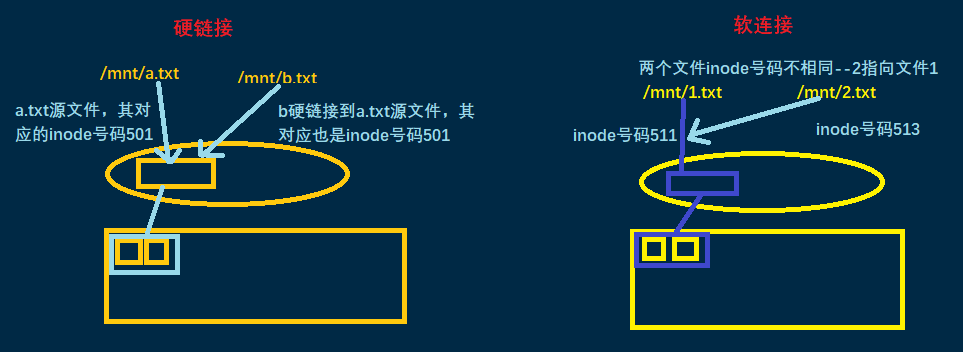 硬链接
/mnt/a.txt
/mnt/b.txt
a.txt源文件，其对
应的inode号码501
b硬链接到a.txt源文件，其
对应也是inode号码501
软连接
两个文件inode号码不相同--2指向文件1
/mnt/1.txt
/mnt/2.txt
inode号码511
inode号码513